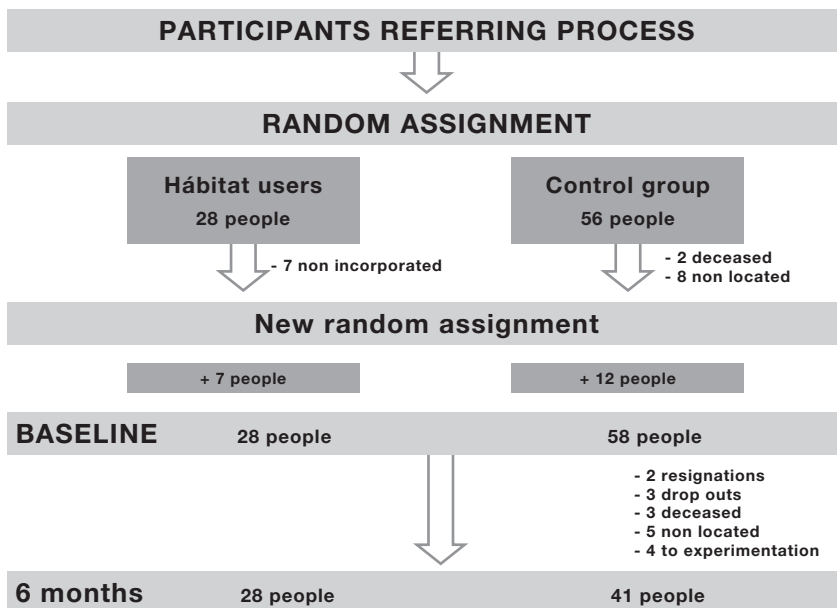 PARTICIPANTS REFERRING PROCESS
RANDOM ASSIGNMENT
Hábitat users
28 people
Control group
56 people
- 7 non incorporated
- 2 deceased
- 8 non located
New random assignment
+ 7 people
+ 12 people
BASELINE 28 people 58 people
- 2 resignations
- 3 drop outs
- 3 deceased
- 5 non located
- 4 to experimentation
6 months 28 people 41 people